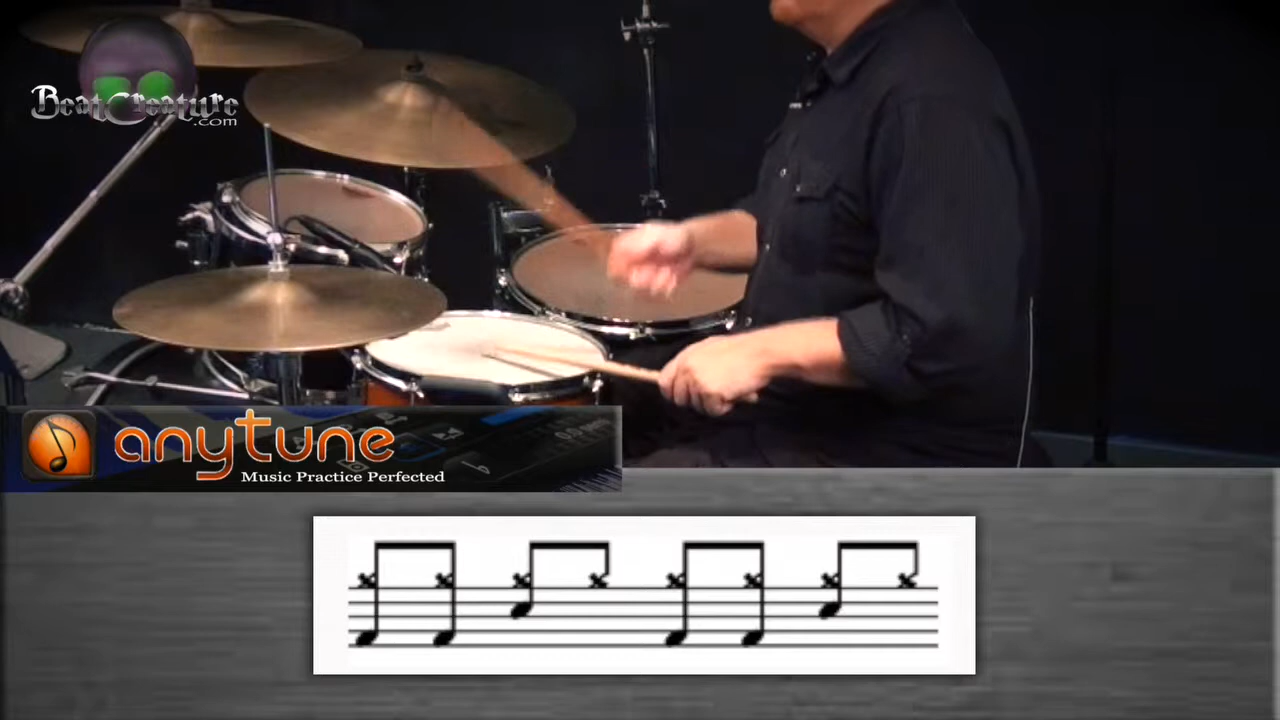 BeatCreature
.com
anytune
Music Practice Perfected